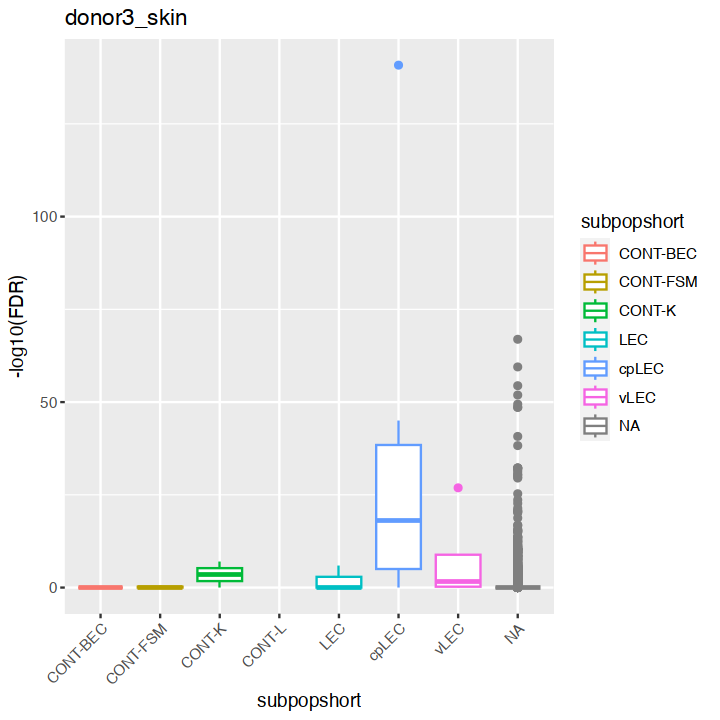 donor3_skin
-log10(FDR)
100
50
0
CONT-BEC
CONT-FSM
CONT-K
CONT-L
LEC
cpLEC
vLEC
NA
subpopshort
subpopshort
CONT-BEC
CONT-FSM
CONT-K
LEC
cpLEC
vLEC
NA